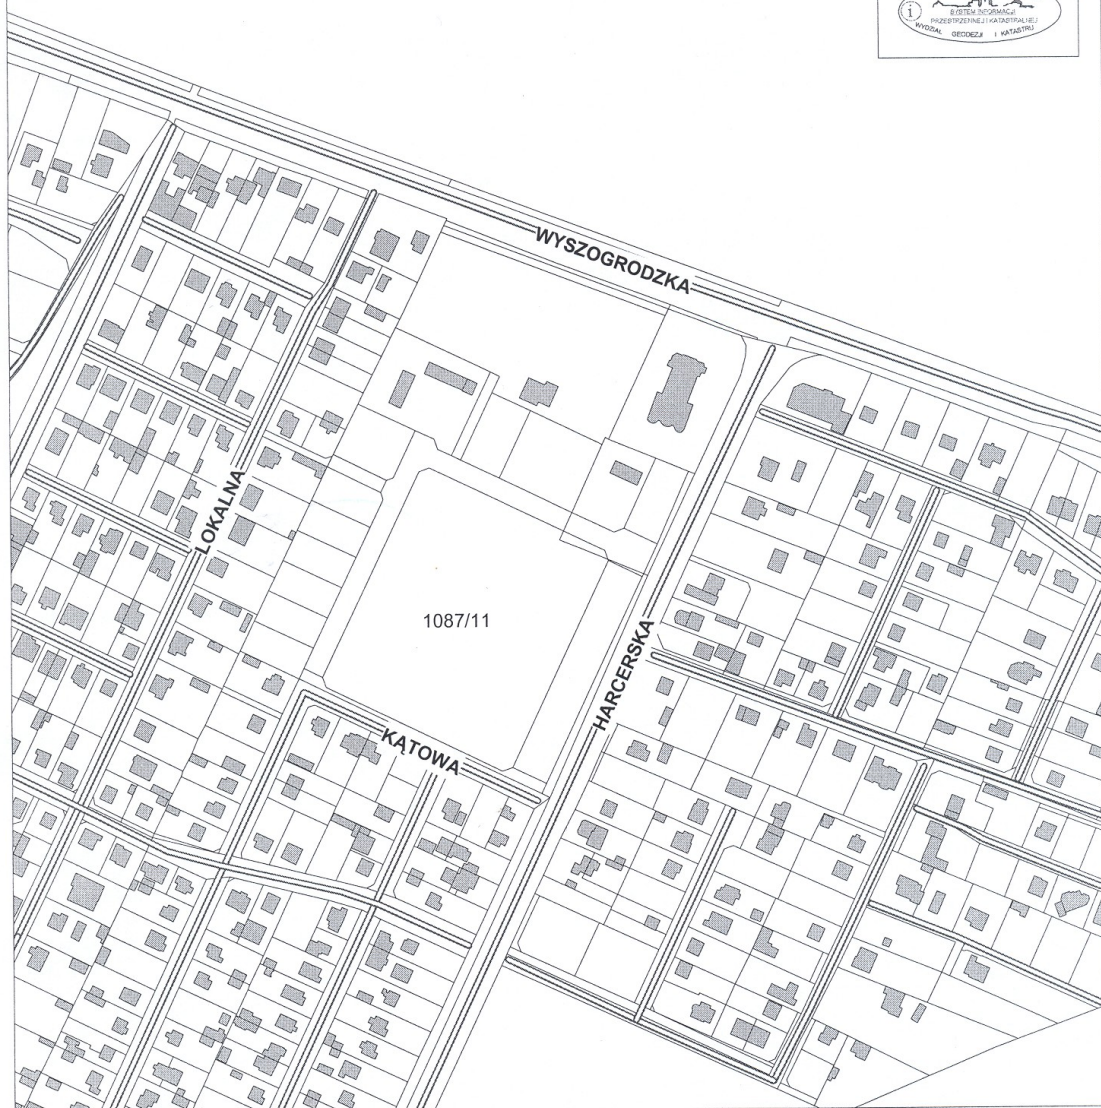 i
SYSTEM INFORMACJI
PRZESTRZENNEJ I KATASTRALNEJ
WYDZIAŁ GEODEZJI I KATASTRU
WYSZOGRODZKA
LOKALNA
1087/11
HARCERSKA
KĄTOWA